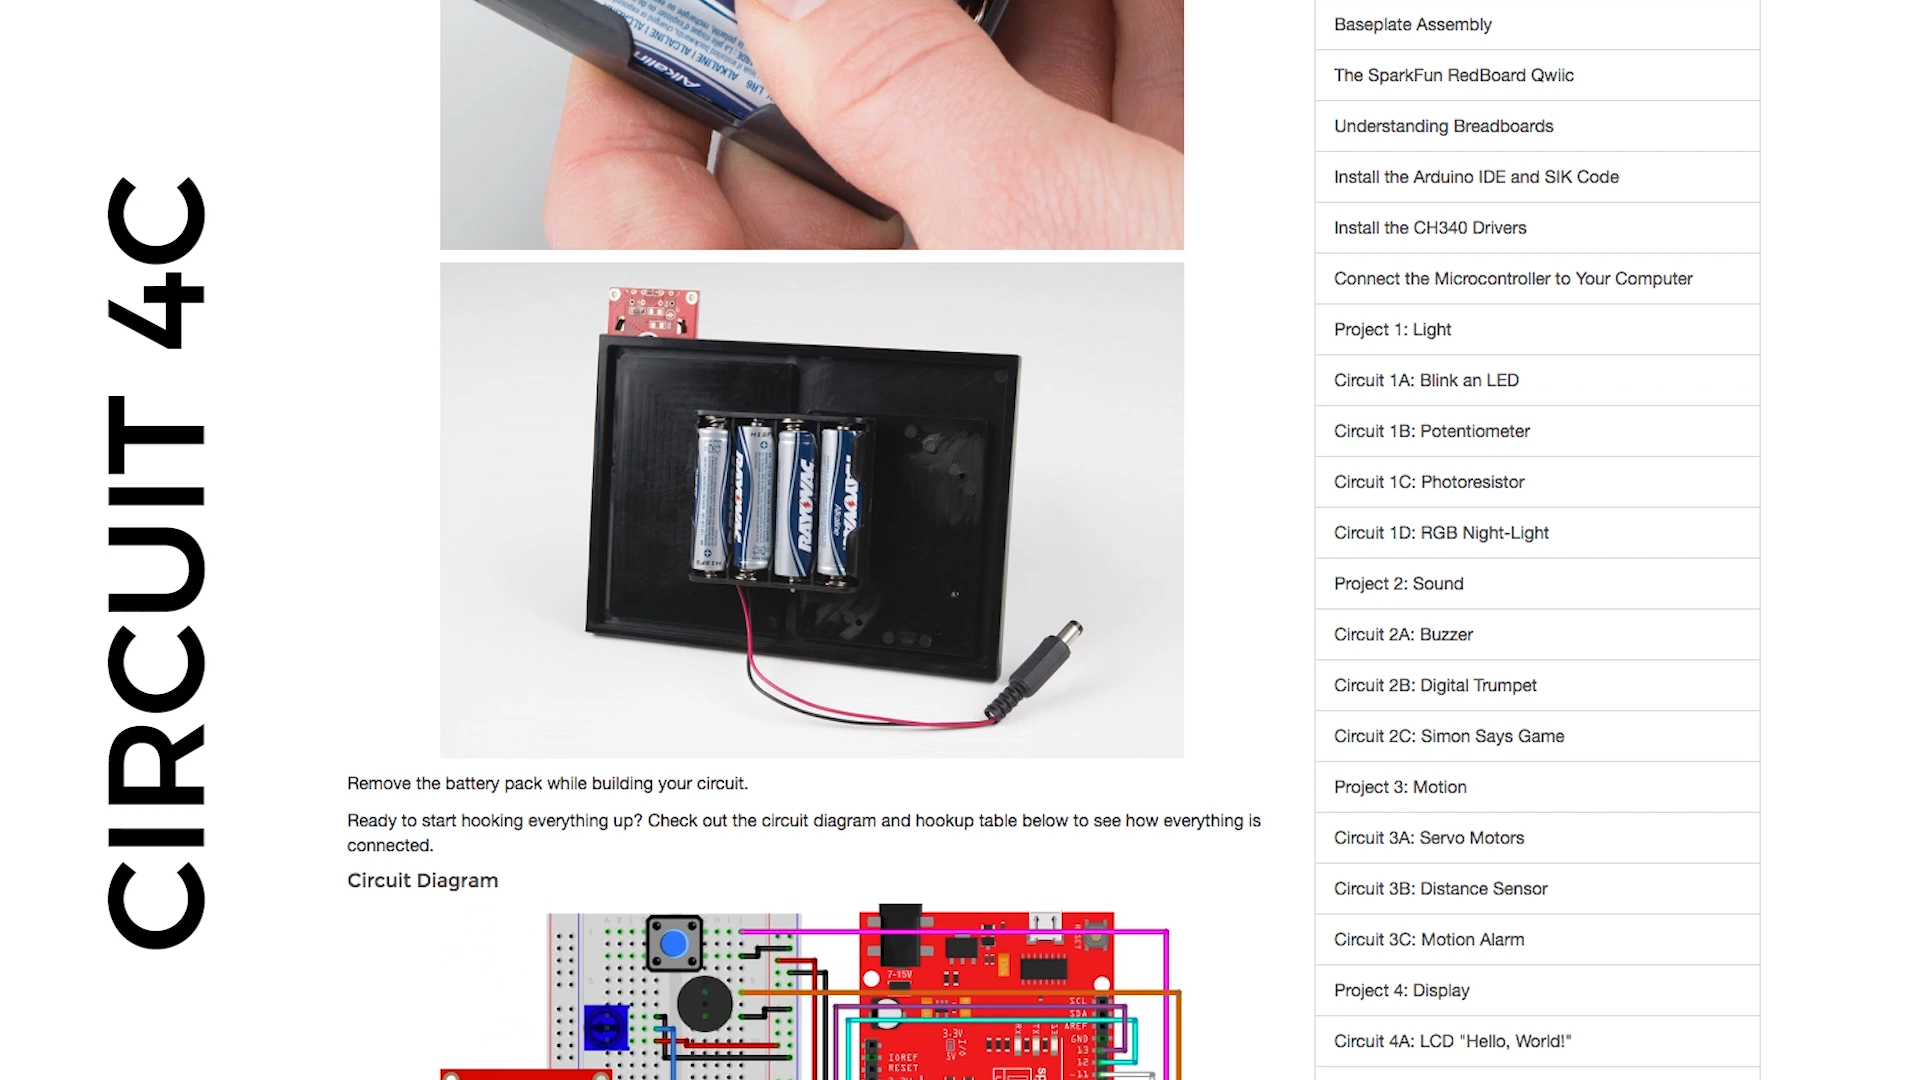 CIRCUIT 4C
ALKALINE
Alkaline
LR6
RAYOVAC
RAYOVAC
Remove the battery pack while building your circuit.
Ready to start hooking everything up? Check out the circuit diagram and hookup table below to see how everything is
connected.
Circuit Diagram
RESET
7-15V
SCL
SDA
AREF
GND
13
12
~11
3.3V
5V
I/O
IOREF
RESET
Baseplate Assembly
The SparkFun RedBoard Qwiic
Understanding Breadboards
Install the Arduino IDE and SIK Code
Install the CH340 Drivers
Connect the Microcontroller to Your Computer
Project 1: Light
Circuit 1A: Blink an LED
Circuit 1B: Potentiometer
Circuit 1C: Photoresistor
Circuit 1D: RGB Night-Light
Project 2: Sound
Circuit 2A: Buzzer
Circuit 2B: Digital Trumpet
Circuit 2C: Simon Says Game
Project 3: Motion
Circuit 3A: Servo Motors
Circuit 3B: Distance Sensor
Circuit 3C: Motion Alarm
Project 4: Display
Circuit 4A: LCD "Hello, World!"